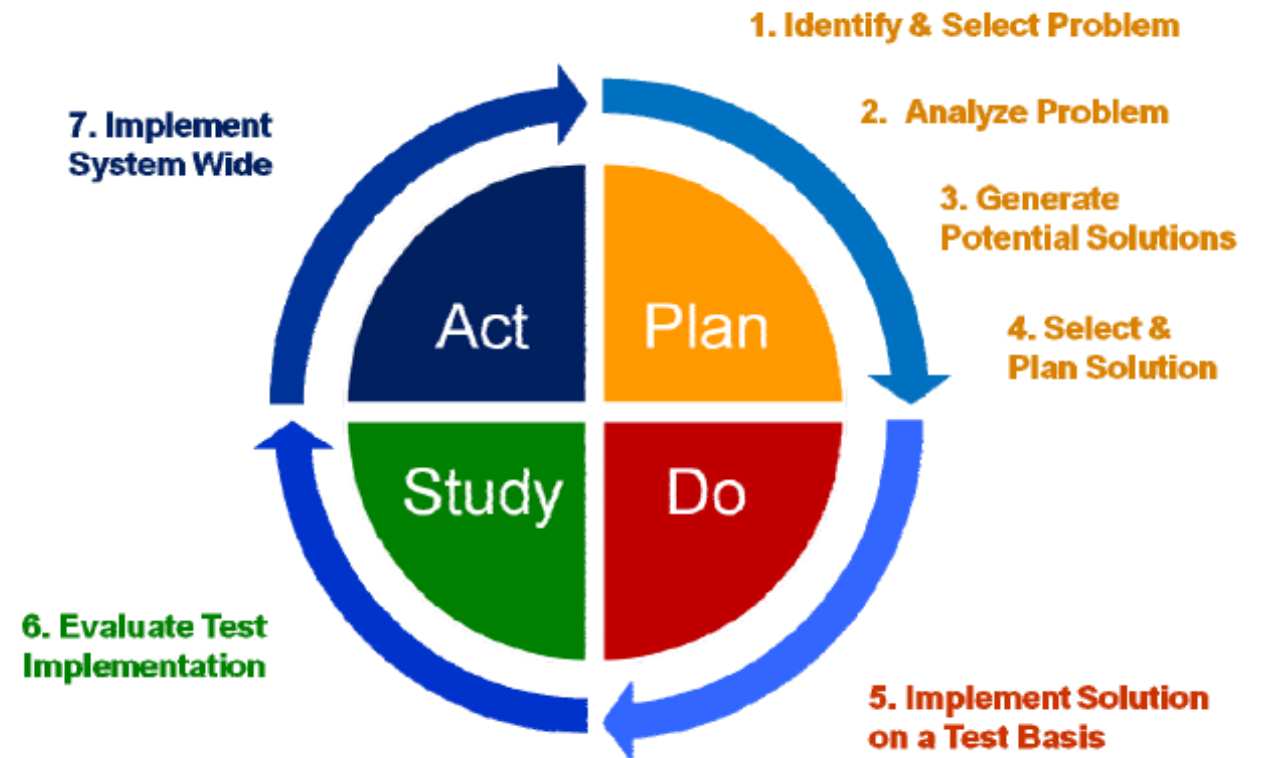 1. Identify & Select Problem
2. Analyze Problem
3. Generate
Potential Solutions
4. Select &
Plan Solution
5. Implement Solution
on a Test Basis
6. Evaluate Test
Implementation
7. Implement
System Wide
Act
Plan
Study
Do